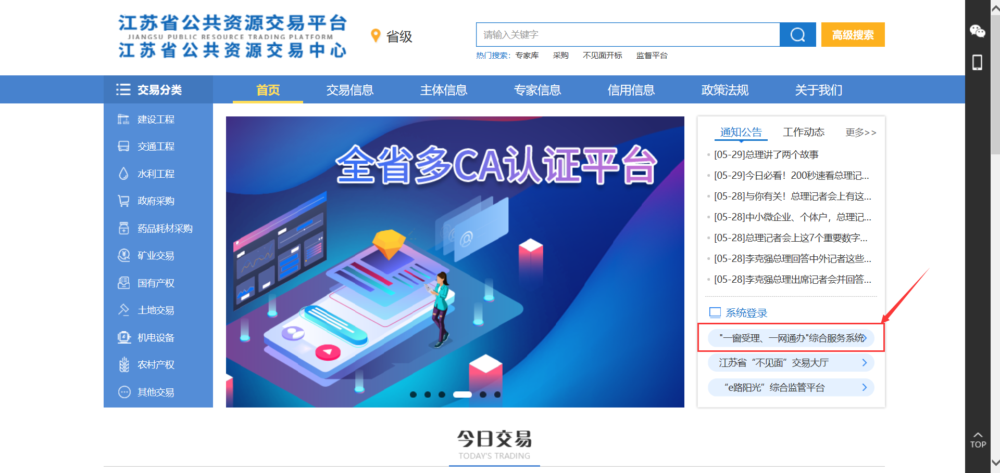 江苏省公共资源交易平台
JIANGSU PUBLIC RESOURCE TRADING PLATFORM
江苏省公共资源交易中心
省级
请输入关键字
高级搜索
热门搜索： 专家库 采购 不见面开标 监督平台
交易分类 首页 交易信息 主体信息 专家信息 信用信息 政策法规 关于我们
建设工程
交通工程
水利工程
政府采购
药品耗材采购
矿业交易
国有产权
土地交易
机电设备
农村产权
其他交易
全省多CA认证平台
通知公告 工作动态 更多>>
[05-29]总理讲了两个故事
[05-29]今日必看！200秒速看总理记...
[05-28]与你有关！总理记者会上有这...
[05-28]中小微企业、个体户，总理记...
[05-28]总理记者会上这7个重要数字...
[05-28]李克强总理回答中外记者这些...
[05-28]李克强总理出席记者会并回答...
系统登录
"一窗受理、一网通办"综合服务系统
江苏省“不见面”交易大厅
“e路阳光”综合监管平台
今日交易
TODAY'S TRADING
TOP